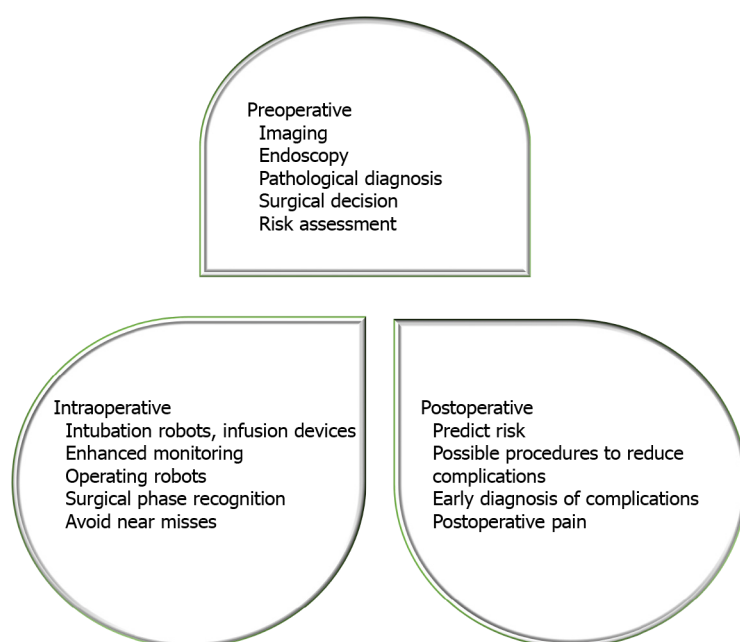 Preoperative
Imaging
Endoscopy
Pathological diagnosis
Surgical decision
Risk assessment
Intraoperative
Intubation robots, infusion devices
Enhanced monitoring
Operating robots
Surgical phase recognition
Avoid near misses
Postoperative
Predict risk
Possible procedures to reduce
complications
Early diagnosis of complications
Postoperative pain